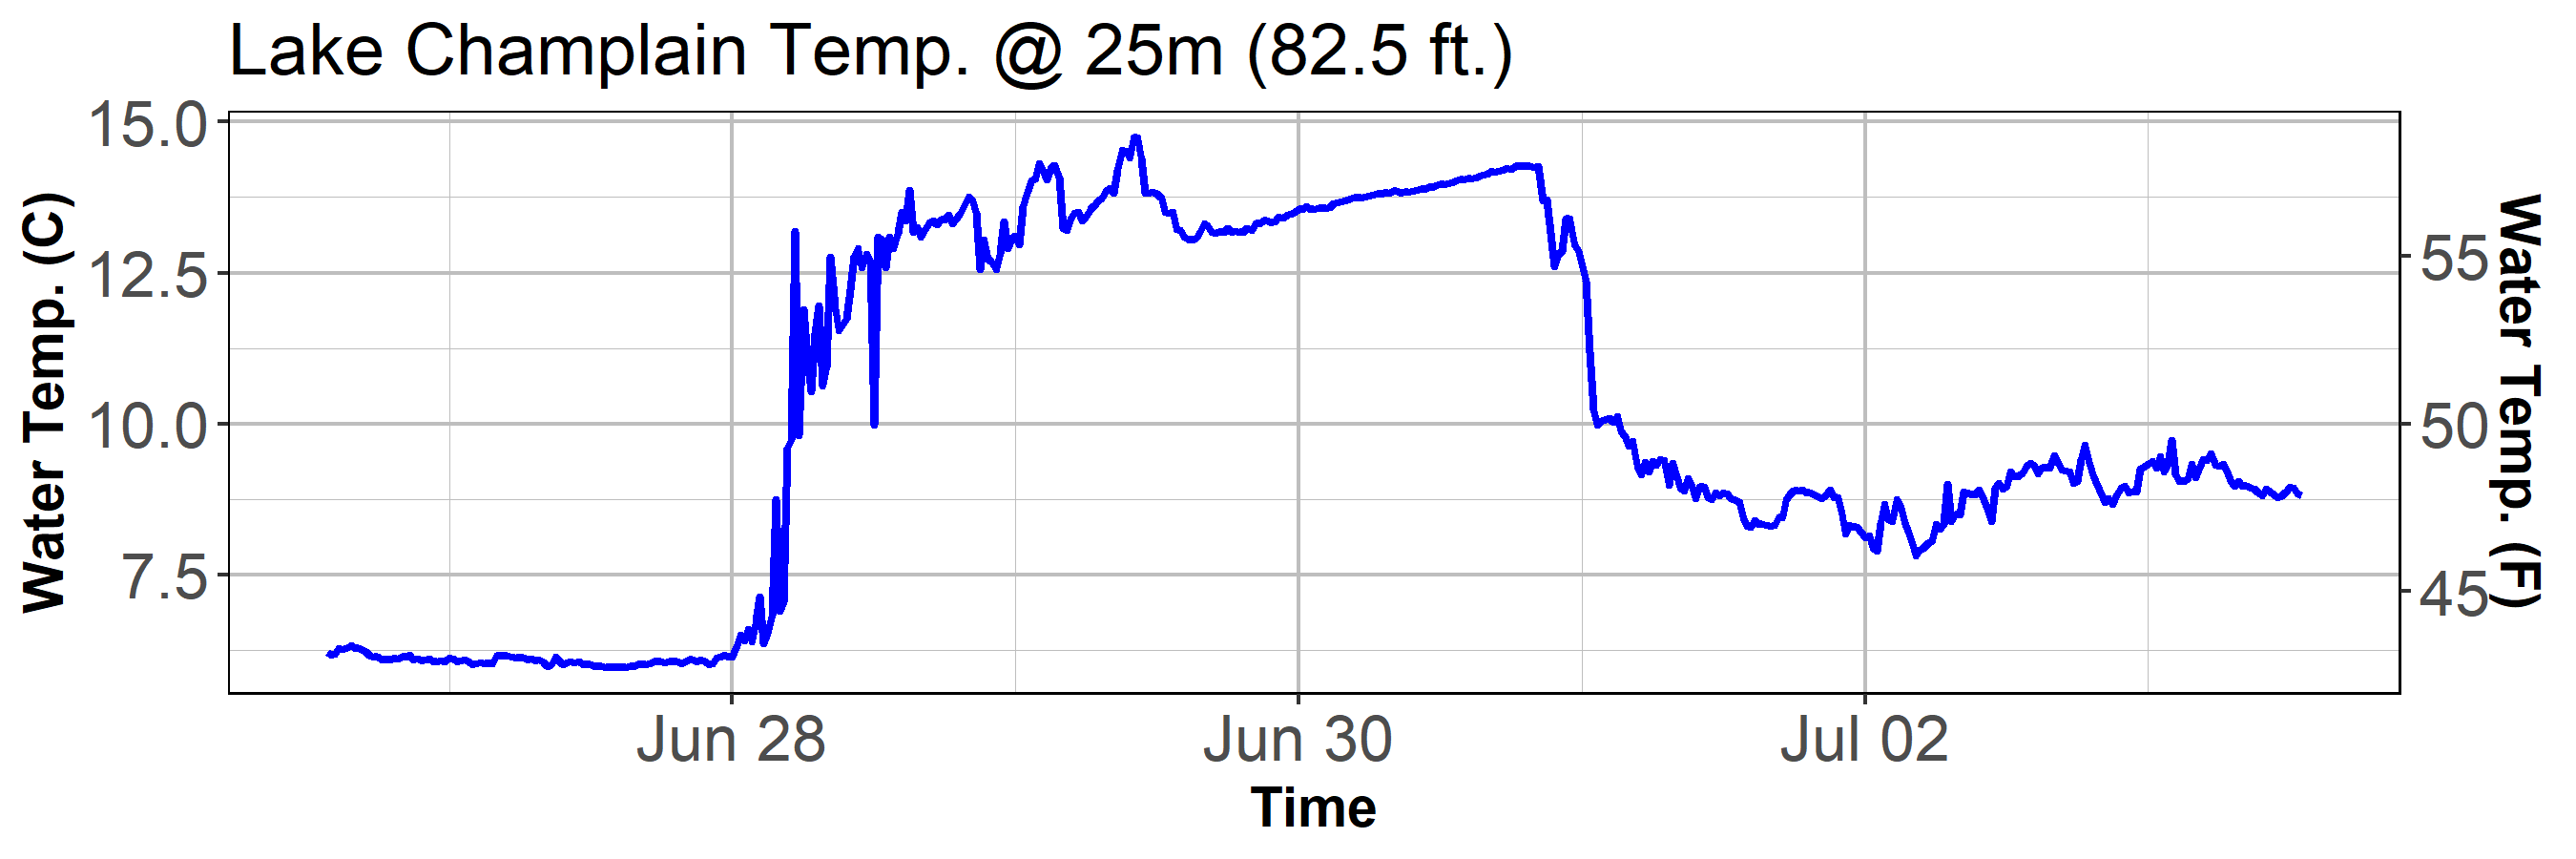 Lake Champlain Temp. @ 25m (82.5 ft.)
Water Temp. (C)
15.0
12.5
10.0
7.5
55
50
45
Water Temp. (F)
Jun 28
Jun 30
Jul 02
Time